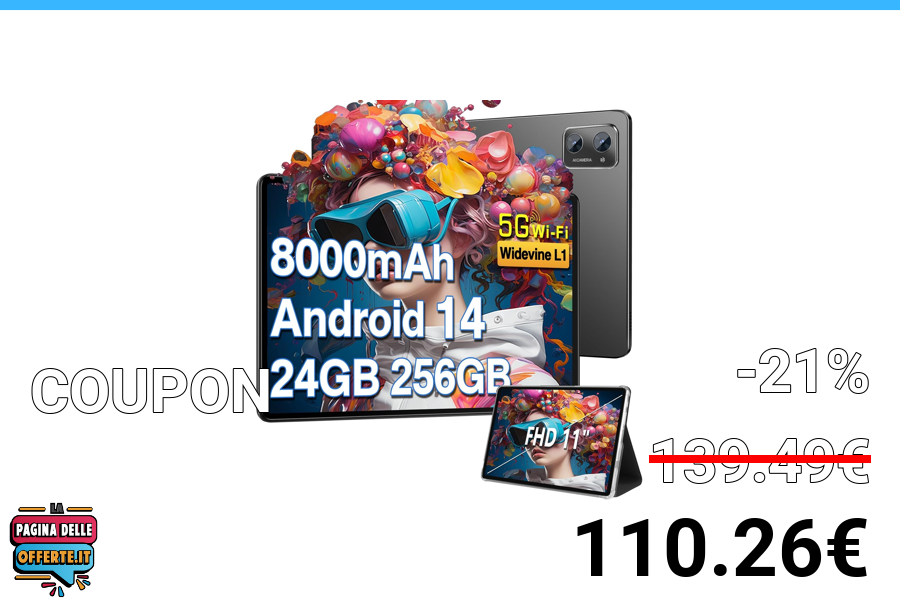 5G Wi-Fi
Widevine L1
8000mAh
Android 14
24GB 256GB
COUPON
-21%
FHD 11"
139.49€
110.26€
LA
PAGINA DELLE
OFFERTE.IT